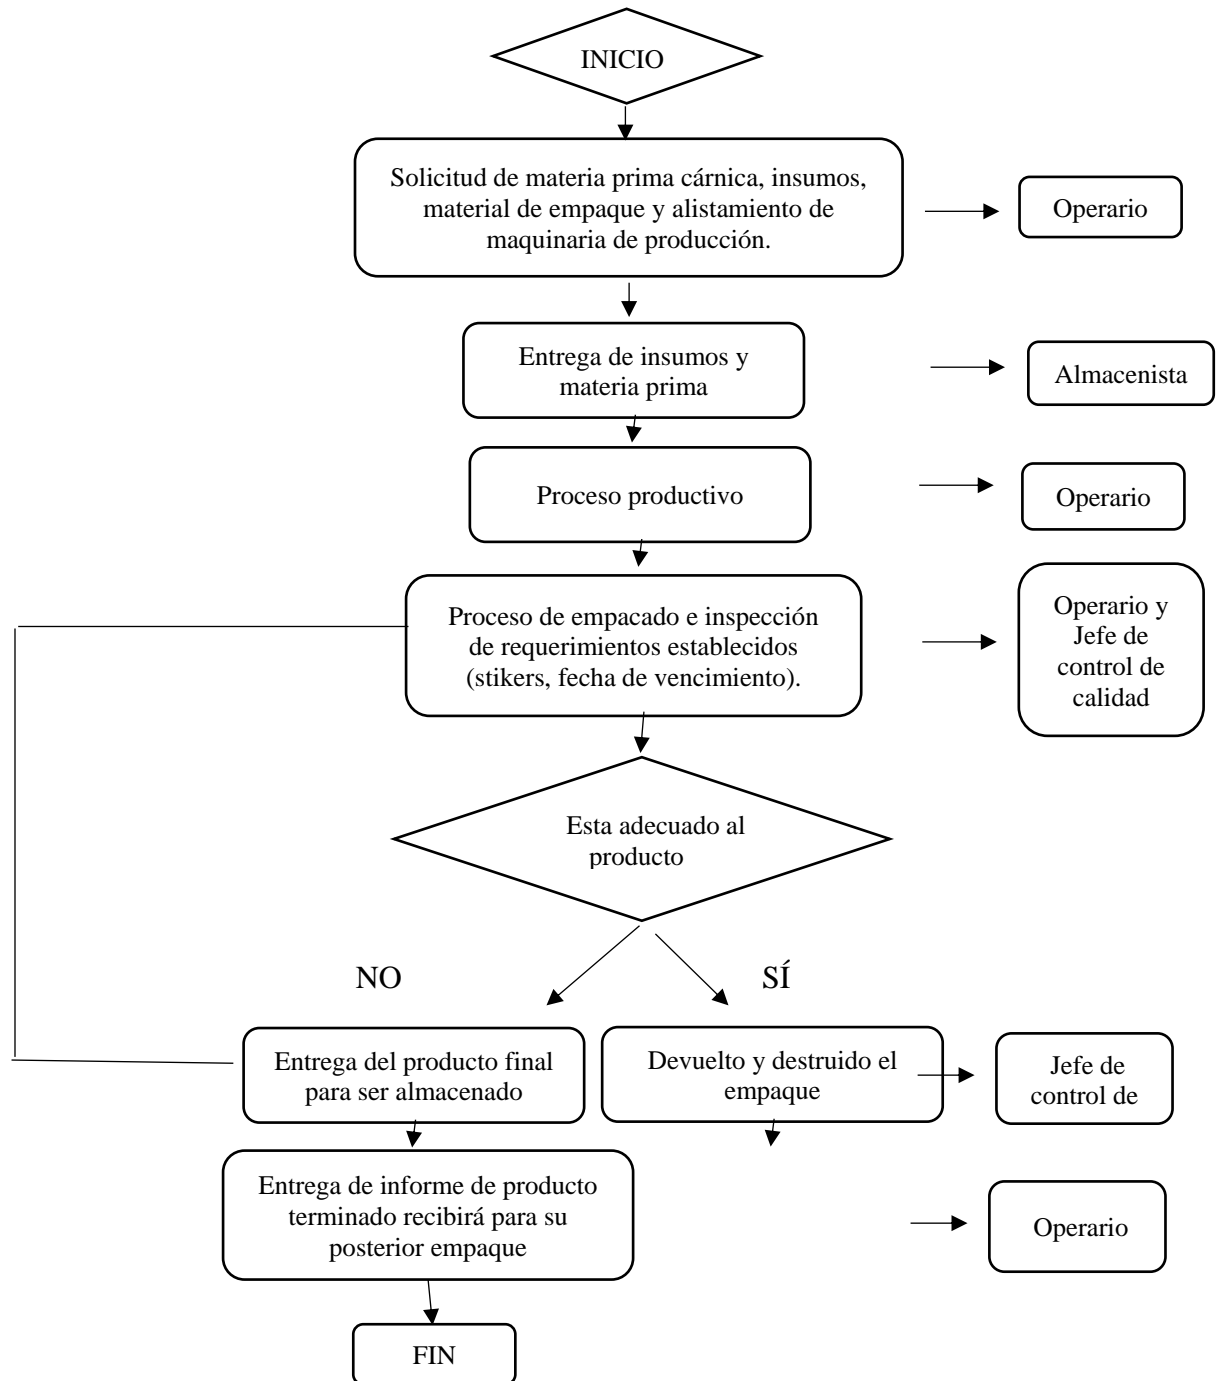 INICIO
Solicitud de materia prima cárnica, insumos,
material de empaque y alistamiento de
maquinaria de producción.
Operario
Entrega de insumos y
materia prima
Almacenista
Proceso productivo
Operario
Proceso de empacado e inspección
de requerimientos establecidos
(stikers, fecha de vencimiento).
Operario y
Jefe de
control de
calidad
Esta adecuado al
producto
NO
SÍ
Entrega del producto final
para ser almacenado
Devuelto y destruido el
empaque
Jefe de
control de
Entrega de informe de producto
terminado recibirá para su
posterior empaque
Operario
FIN